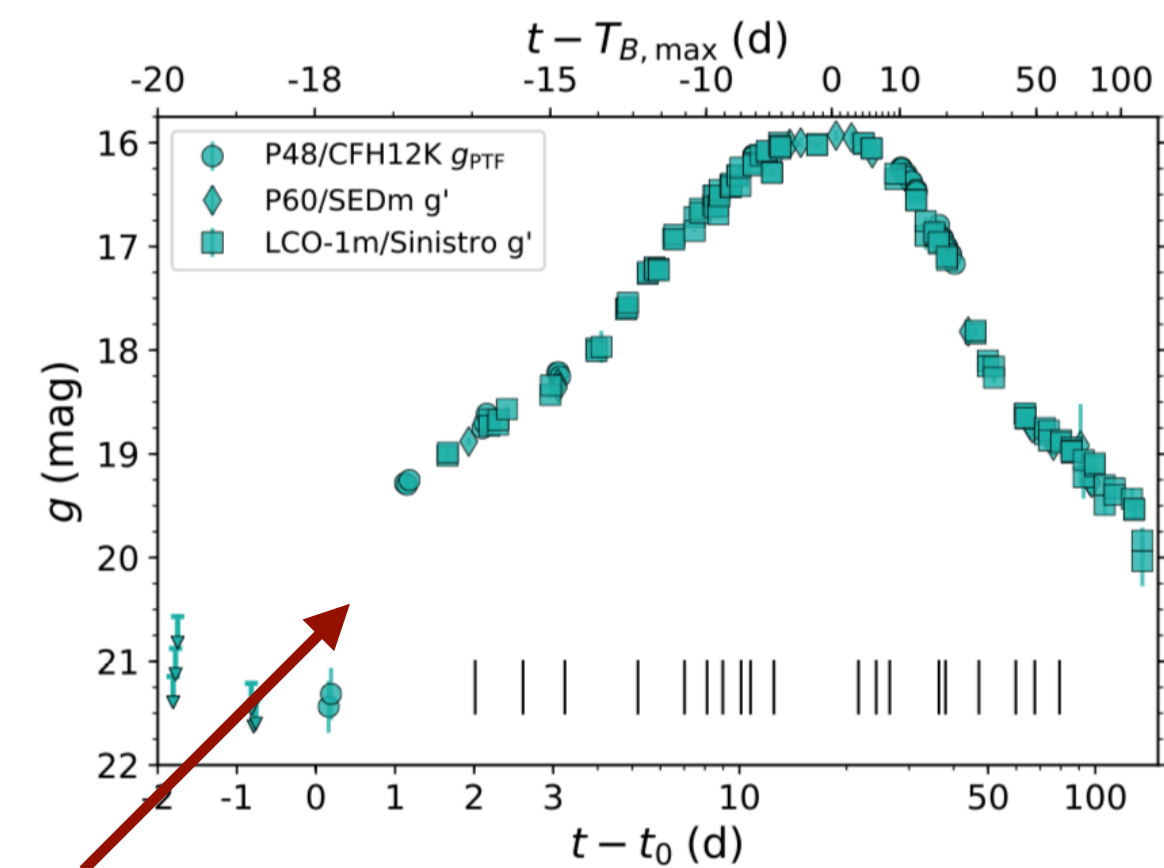 t − T_B, max (d)
-20 -18 -15 -10 0 10 50 100
P48/CFH12K g_PTF
P60/SEDm g'
LCO-1m/Sinistro g'
16
17
18
19
20
21
22
g (mag)
-2 -1 0 1 2 3 10 50 100
t − t_0 (d)